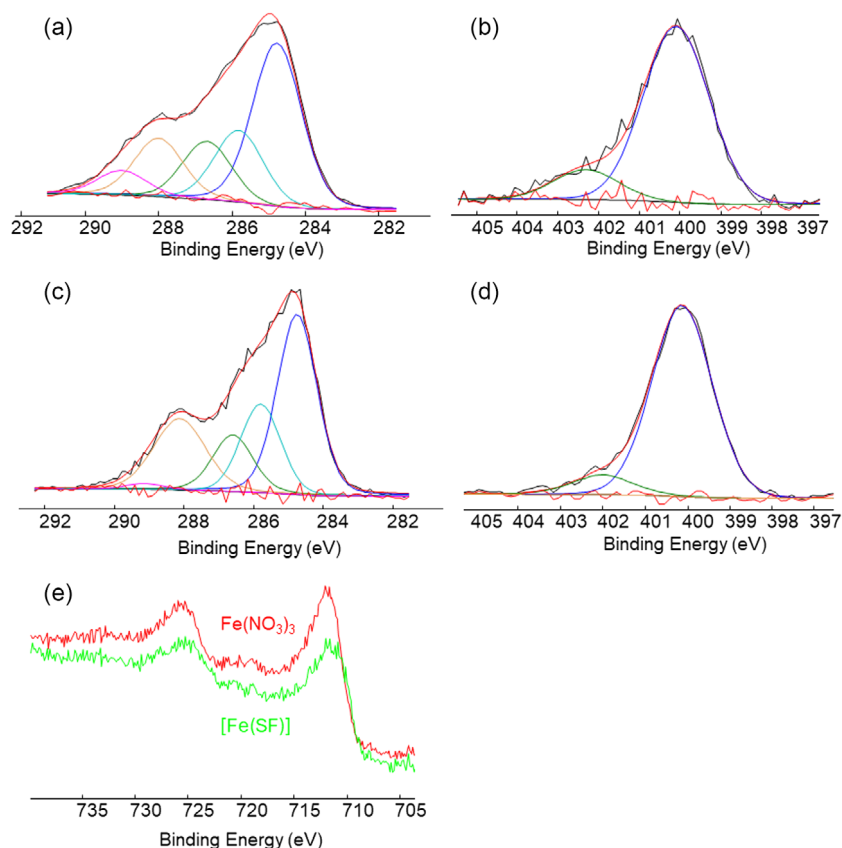 (a)
292 290 288 286 284 282
Binding Energy (eV)
(b)
405 404 403 402 401 400 399 398 397
Binding Energy (eV)
(c)
292 290 288 286 284 282
Binding Energy (eV)
(d)
405 404 403 402 401 400 399 398 397
Binding Energy (eV)
(e)
Fe(NO₃)₃
[Fe(SF)]
735 730 725 720 715 710 705
Binding Energy (eV)